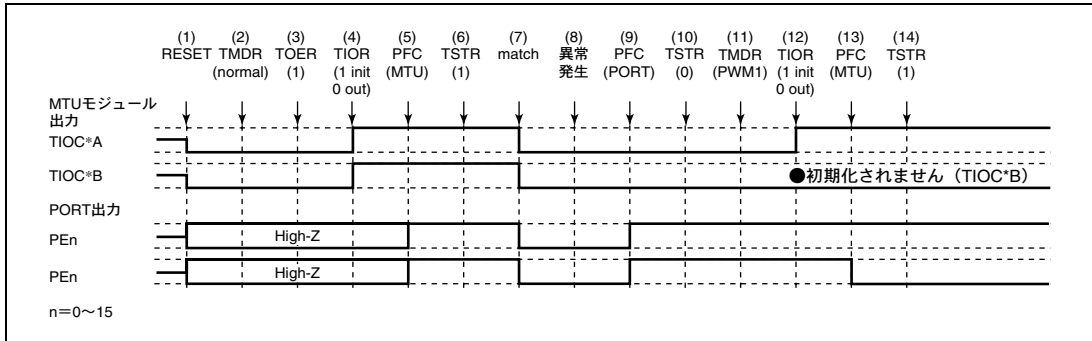 (1) (2) (3) (4) (5) (6) (7) (8) (9) (10) (11) (12) (13) (14)
RESET TMDR TOER TIOR PFC TSTR match 異常 PFC TSTR TMDR TIOR PFC TSTR
(normal) (1) (1 init (MTU) (1) 発生 (PORT) (0) (PWM1) (1 init (MTU) (1)
0 out) 0 out)
MTUモジュール
出力
TIOC*A
TIOC*B ●初期化されません（TIOC*B）
PORT出力
PEn High-Z
PEn High-Z
n＝0～15